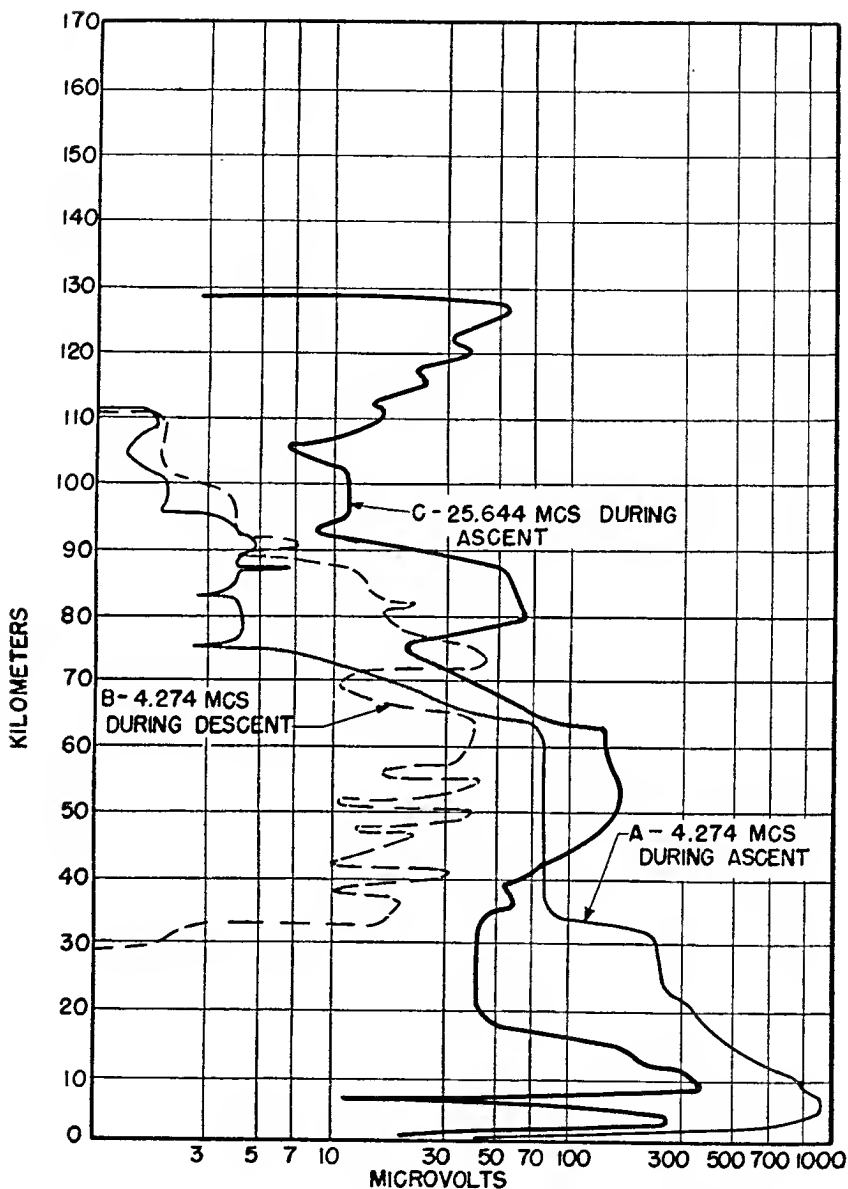 170
160
150
140
130
120
110
100
90
80
70
60
50
40
30
20
10
0
KILOMETERS
C-25.644 MCS DURING
ASCENT
B-4.274 MCS
DURING DESCENT
A-4.274 MCS
DURING ASCENT
3 5 7 10 30 50 70 100 300 500 700 1000
MICROVOLTS